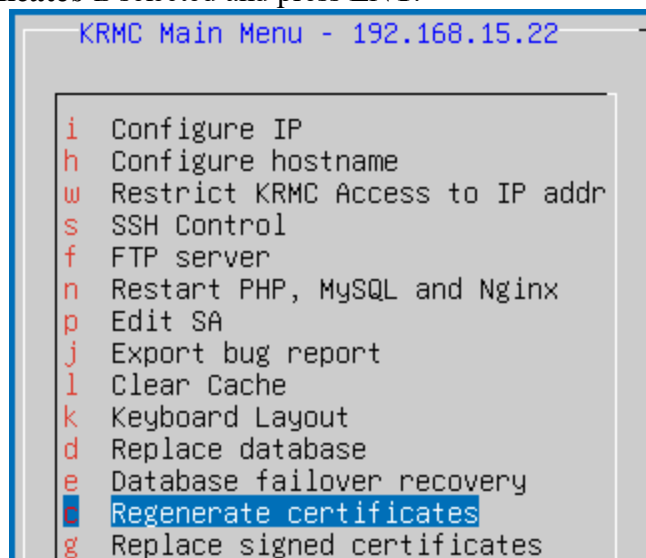 KRMC Main Menu - 192.168.15.22
i Configure IP
h Configure hostname
w Restrict KRMC Access to IP addr
s SSH Control
f FTP server
n Restart PHP, MySQL and Nginx
p Edit SA
j Export bug report
l Clear Cache
k Keyboard Layout
d Replace database
e Database failover recovery
c Regenerate certificates
g Replace signed certificates